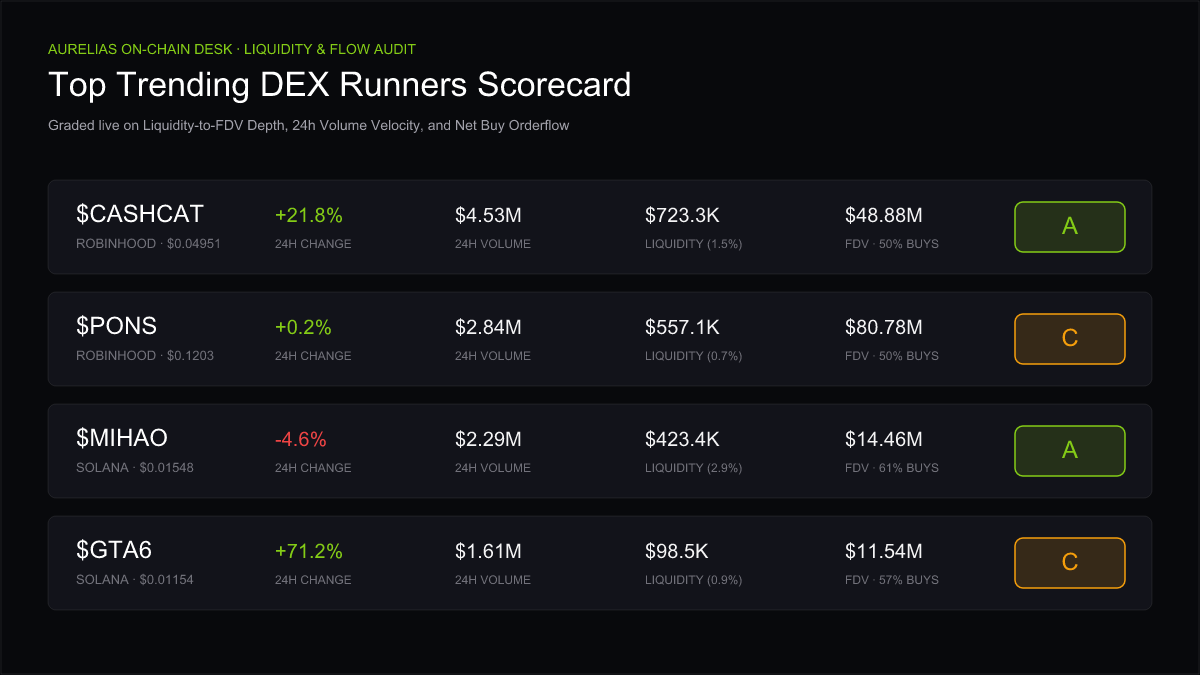 AURELIAS ON-CHAIN DESK · LIQUIDITY & FLOW AUDIT
Top Trending DEX Runners Scorecard
Graded live on Liquidity-to-FDV Depth, 24h Volume Velocity, and Net Buy Orderflow
$CASHCAT +21.8% $4.53M $723.3K $48.88M A
ROBINHOOD · $0.04951 24H CHANGE 24H VOLUME LIQUIDITY (1.5%) FDV · 50% BUYS
$PONS +0.2% $2.84M $557.1K $80.78M C
ROBINHOOD · $0.1203 24H CHANGE 24H VOLUME LIQUIDITY (0.7%) FDV · 50% BUYS
$MIHAO -4.6% $2.29M $423.4K $14.46M A
SOLANA · $0.01548 24H CHANGE 24H VOLUME LIQUIDITY (2.9%) FDV · 61% BUYS
$GTA6 +71.2% $1.61M $98.5K $11.54M C
SOLANA · $0.01154 24H CHANGE 24H VOLUME LIQUIDITY (0.9%) FDV · 57% BUYS